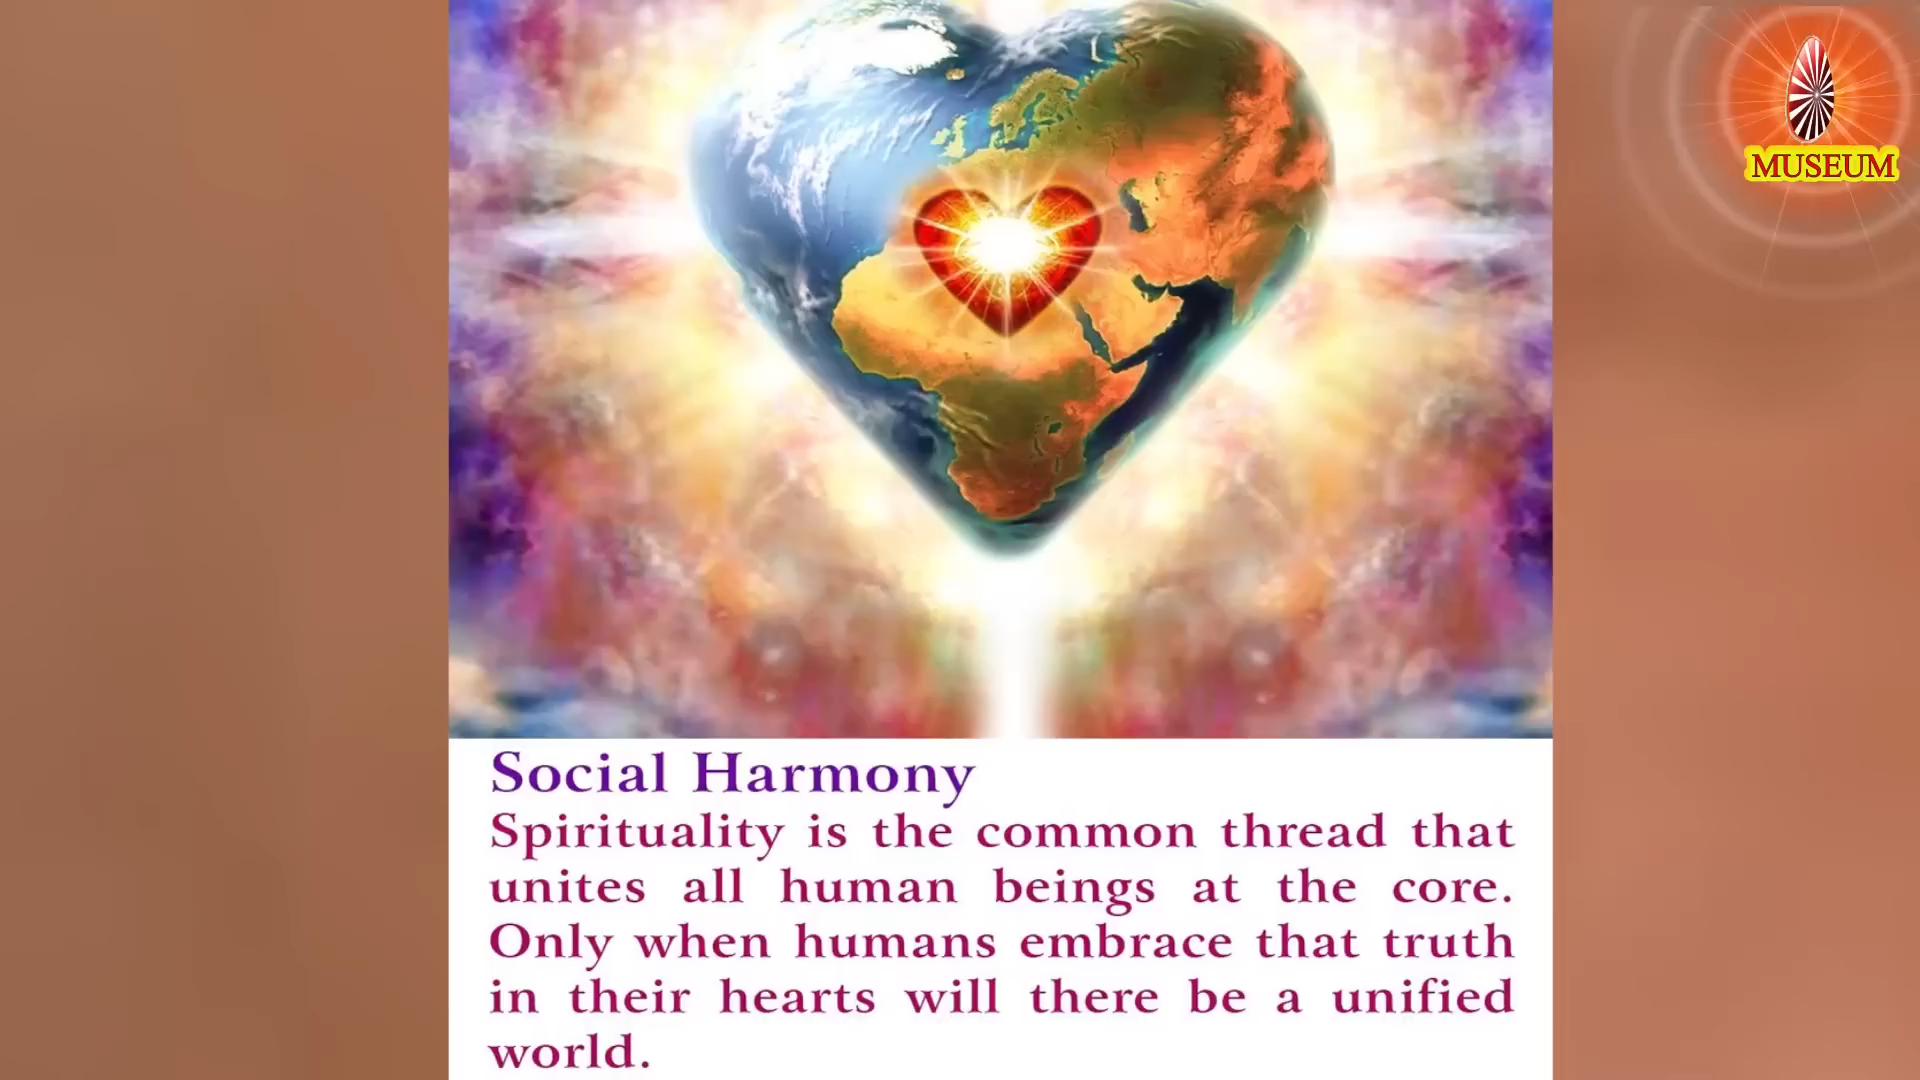 MUSEUM
Social Harmony
Spirituality is the common thread that
unites all human beings at the core.
Only when humans embrace that truth
in their hearts will there be a unified
world.